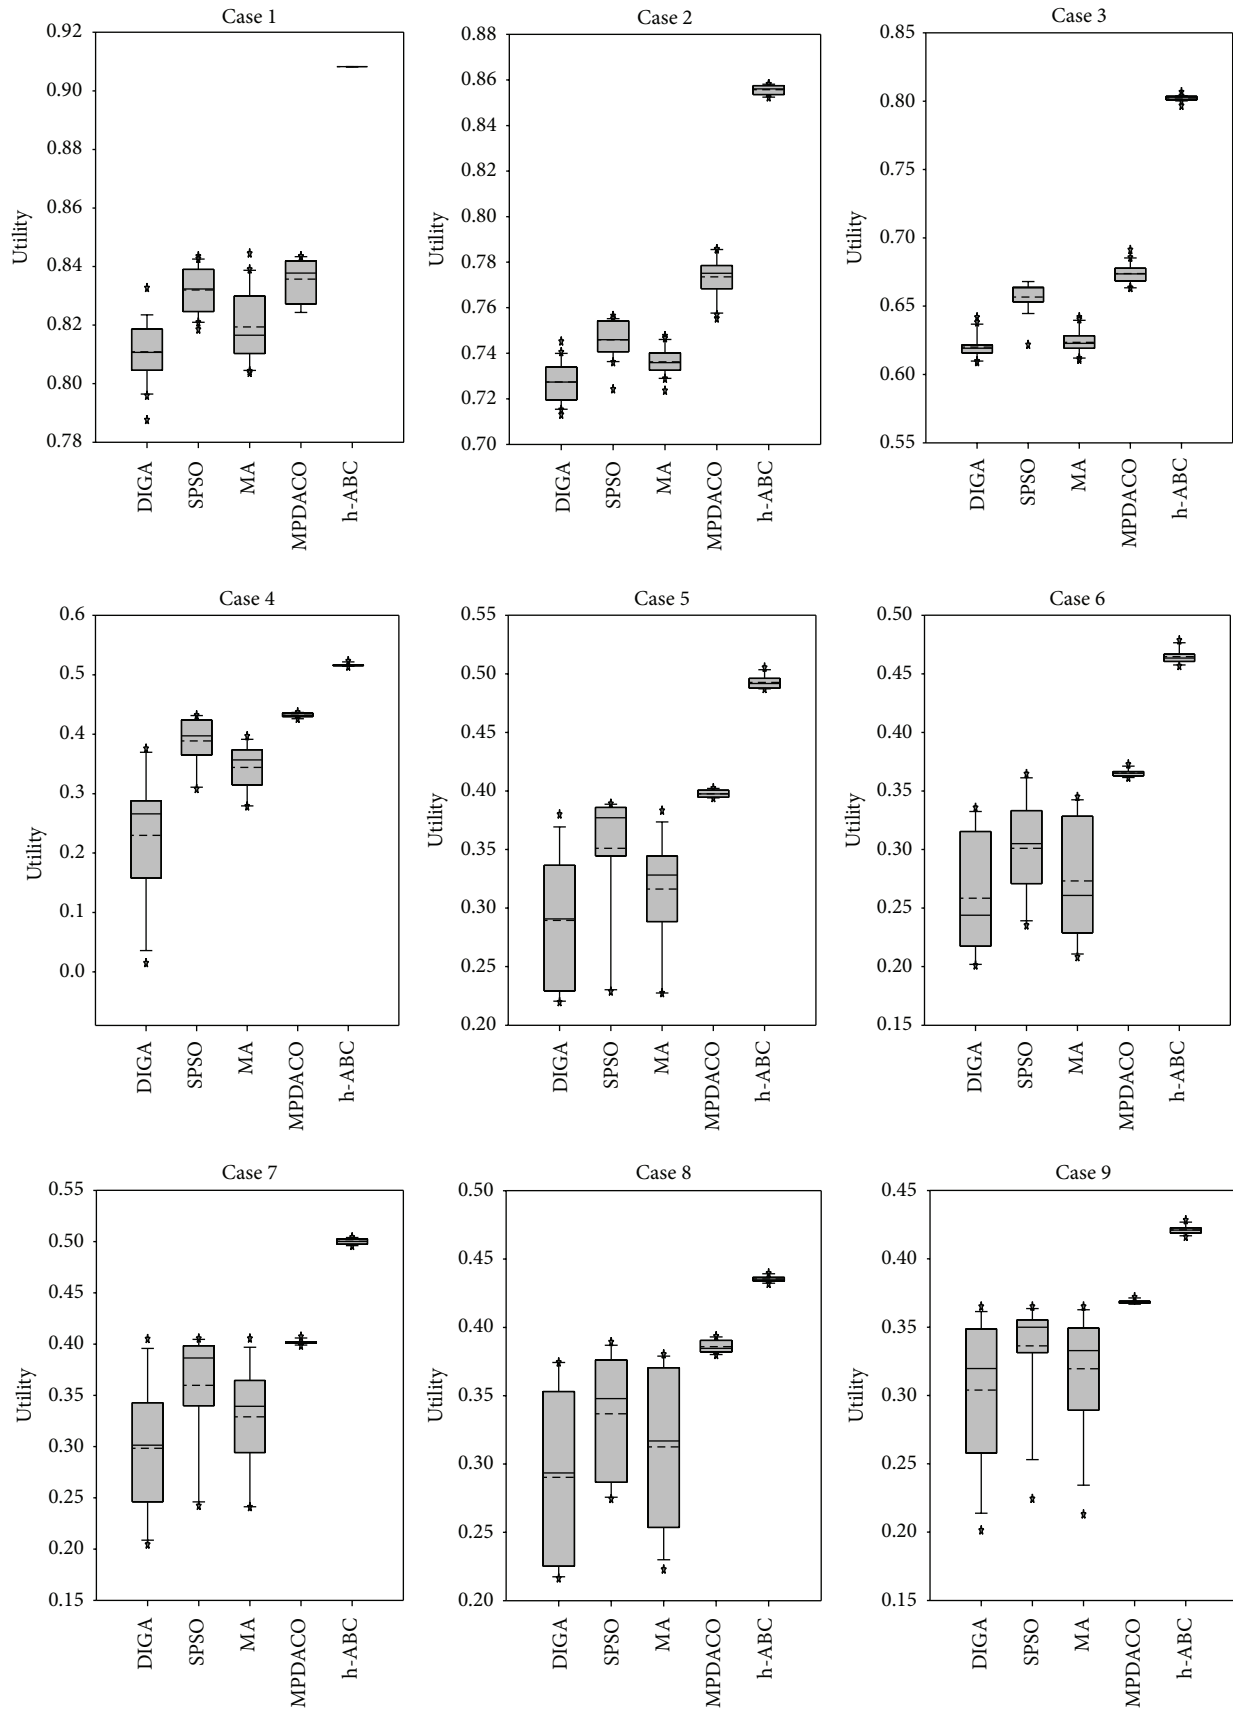 Case 1
0.92
0.90
0.88
0.86
0.84
0.82
0.80
0.78
Utility
DIGA
SPSO
MA
MPDACO
h-ABC
Case 2
0.88
0.86
0.84
0.82
0.80
0.78
0.76
0.74
0.72
0.70
Utility
DIGA
SPSO
MA
MPDACO
h-ABC
Case 3
0.85
0.80
0.75
0.70
0.65
0.60
0.55
Utility
DIGA
SPSO
MA
MPDACO
h-ABC
Case 4
0.6
0.5
0.4
0.3
0.2
0.1
0.0
Utility
DIGA
SPSO
MA
MPDACO
h-ABC
Case 5
0.55
0.50
0.45
0.40
0.35
0.30
0.25
0.20
Utility
DIGA
SPSO
MA
MPDACO
h-ABC
Case 6
0.50
0.45
0.40
0.35
0.30
0.25
0.20
0.15
Utility
DIGA
SPSO
MA
MPDACO
h-ABC
Case 7
0.55
0.50
0.45
0.40
0.35
0.30
0.25
0.20
0.15
Utility
DIGA
SPSO
MA
MPDACO
h-ABC
Case 8
0.50
0.45
0.40
0.35
0.30
0.25
0.20
Utility
DIGA
SPSO
MA
MPDACO
h-ABC
Case 9
0.45
0.40
0.35
0.30
0.25
0.20
0.15
Utility
DIGA
SPSO
MA
MPDACO
h-ABC